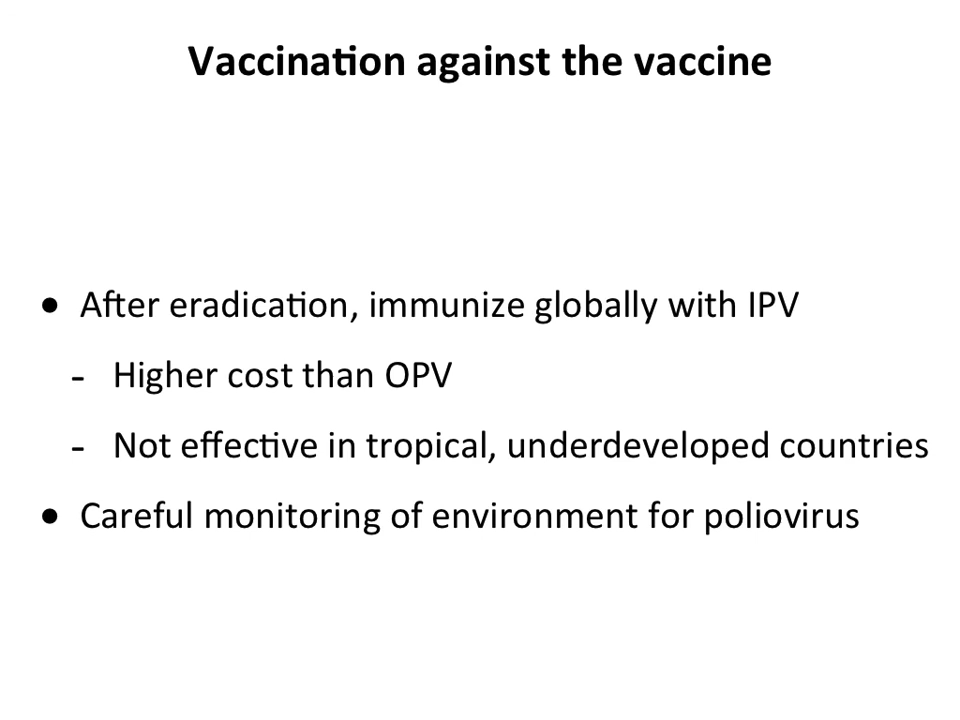 Vaccination against the vaccine
• After eradication, immunize globally with IPV
- Higher cost than OPV
- Not effective in tropical, underdeveloped countries
• Careful monitoring of environment for poliovirus